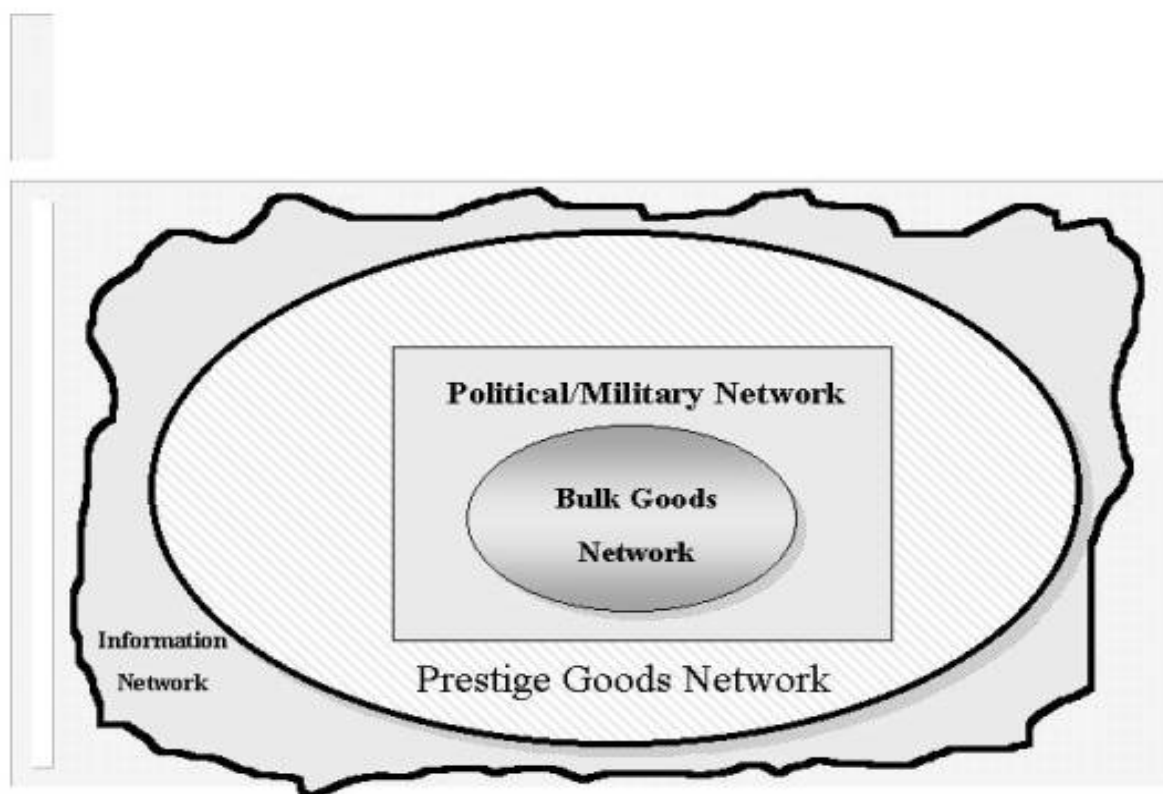 Political/Military Network
Bulk Goods
Network
Information
Network
Prestige Goods Network